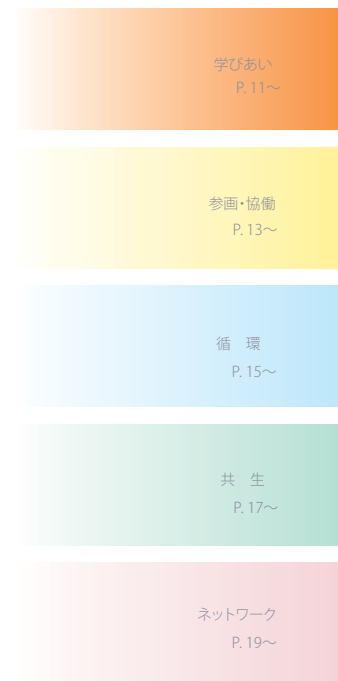 学びあい
P. 11～
参画・協働
P. 13～
循　環
P. 15～
共　生
P. 17～
ネットワーク
P. 19～